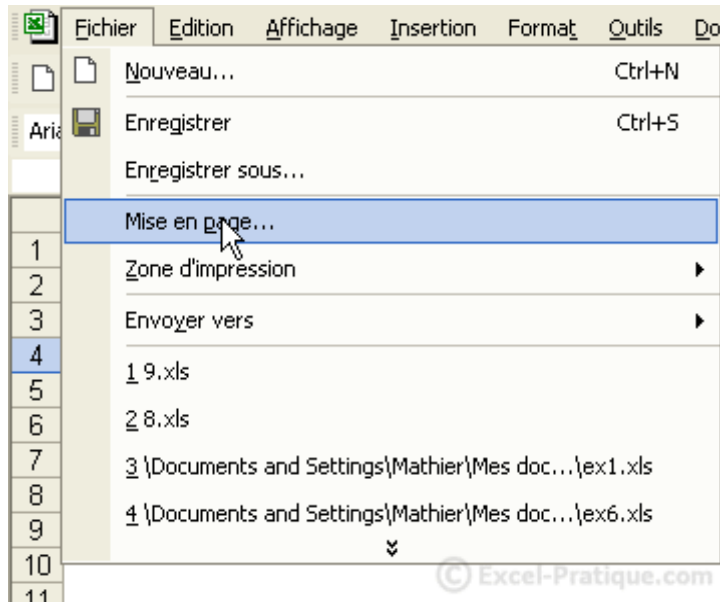 Fichier Edition Affichage Insertion Format Outils Do
Nouveau... Ctrl+N
Enregistrer Ctrl+S
Aria
Enregistrer sous...
Mise en page...
1
Zone d'impression
2
3 Envoyer vers
4
1 9.xls
5
6 2 8.xls
7 3 \Documents and Settings\Mathier\Mes doc...\ex1.xls
8
4 \Documents and Settings\Mathier\Mes doc...\ex6.xls
9
10
© Excel-Pratique.com
11